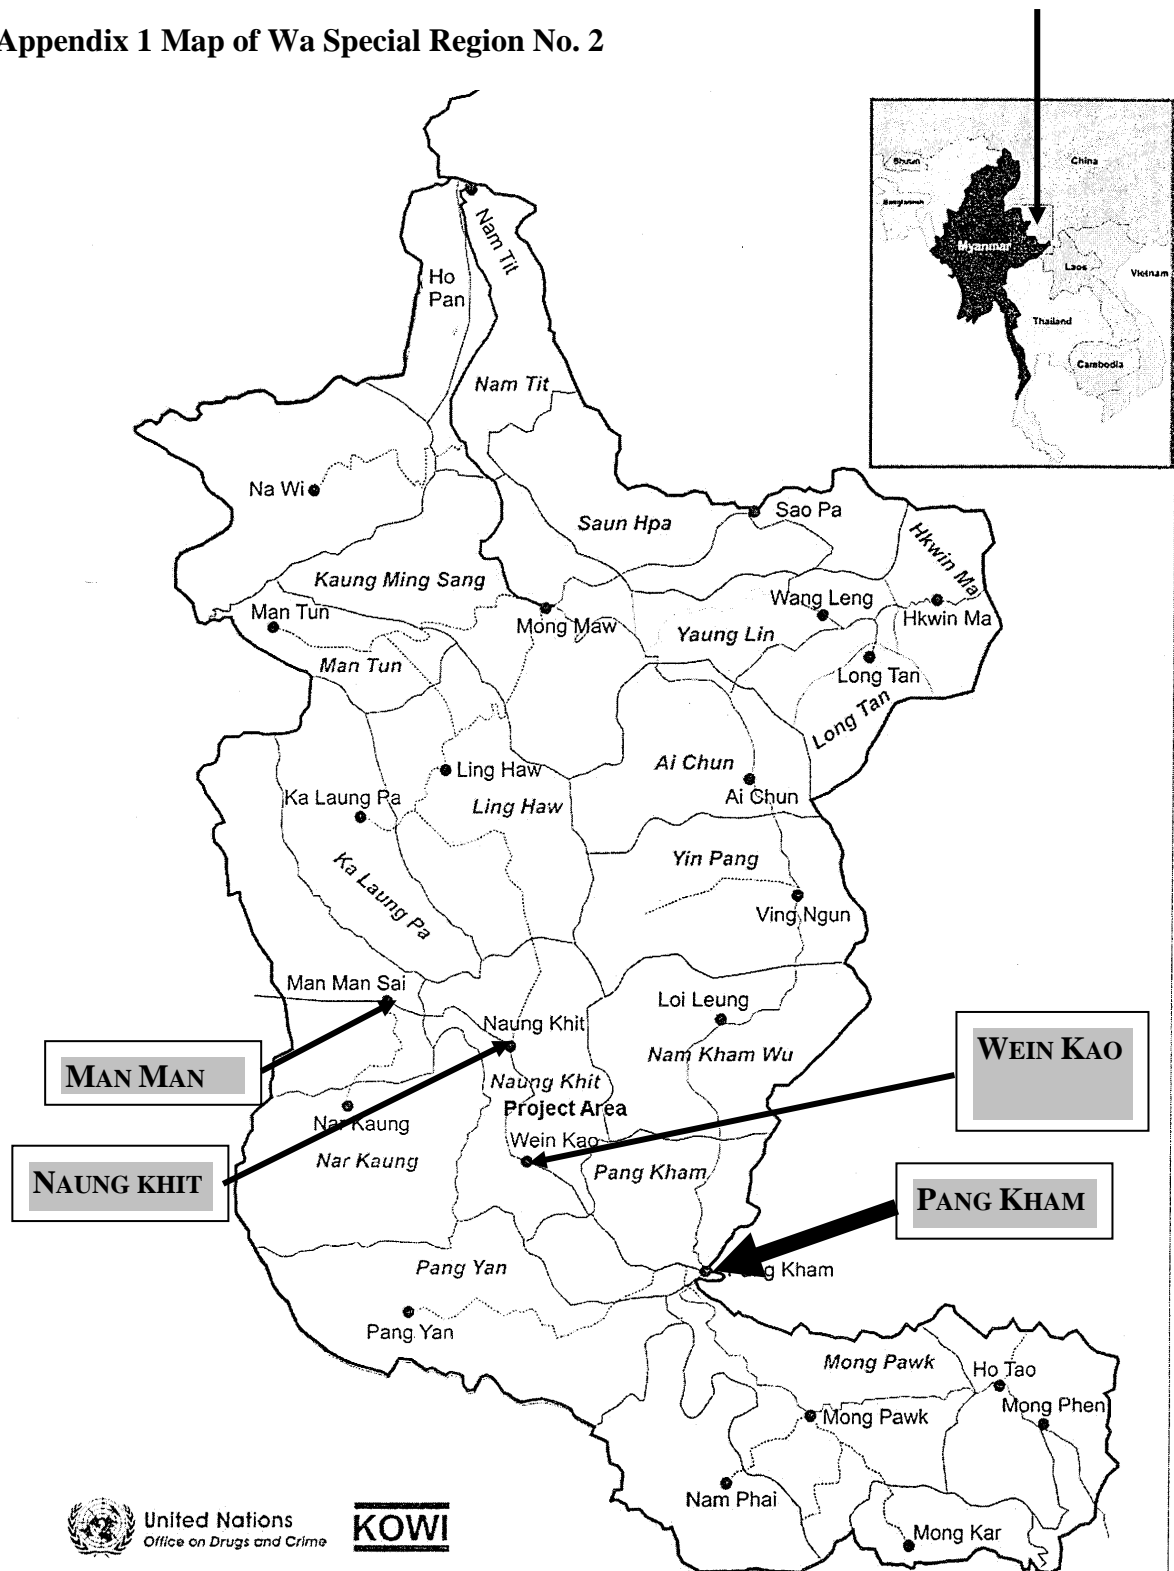 Appendix 1 Map of Wa Special Region No. 2
Bhutan
China
Bangladesh
Myanmar
Laos
Vietnam
Thailand
Cambodia
Nam Tit
Ho
Pan
Nam Tit
Na Wi
Saun Hpa
Sao Pa
Hkwin Ma
Kaung Ming Sang
Man Tun
Mong Maw
Wang Leng
Hkwin Ma
Yaung Lin
Man Tun
Long Tan
Long Tan
Ling Haw
Ai Chun
Ka Laung Pa
Ling Haw
Ai Chun
Ka Laung Pa
Yin Pang
Ving Ngun
Man Man Sai
Loi Leung
Naung Khit
Nam Kham Wu
WEIN KAO
MAN MAN
Naung Khit
Project Area
Nar Kaung
Wein Kao
Nar Kaung
Pang Kham
NAUNG KHIT
PANG KHAM
Pang Yan
Kham
Pang Yan
Mong Pawk
Ho Tao
Mong Phen
Mong Pawk
Nam Phai
Mong Kar
United Nations
Office on Drugs and Crime
KOWI